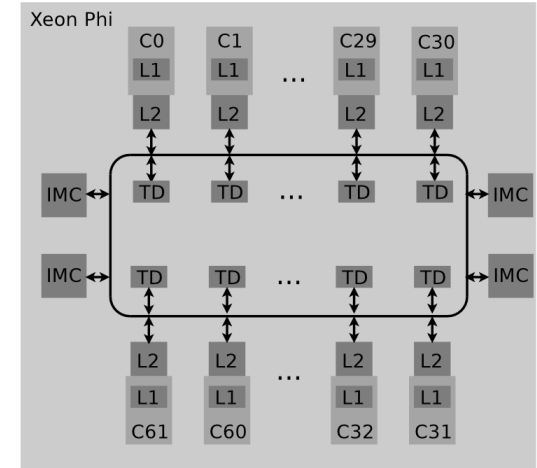 Xeon Phi
C0 C1 C29 C30
L1 L1 ... L1 L1
L2 L2 L2 L2
TD TD ... TD TD
IMC IMC
IMC IMC
TD TD ... TD TD
L2 L2 L2 L2
...
L1 L1 L1 L1
C61 C60 C32 C31